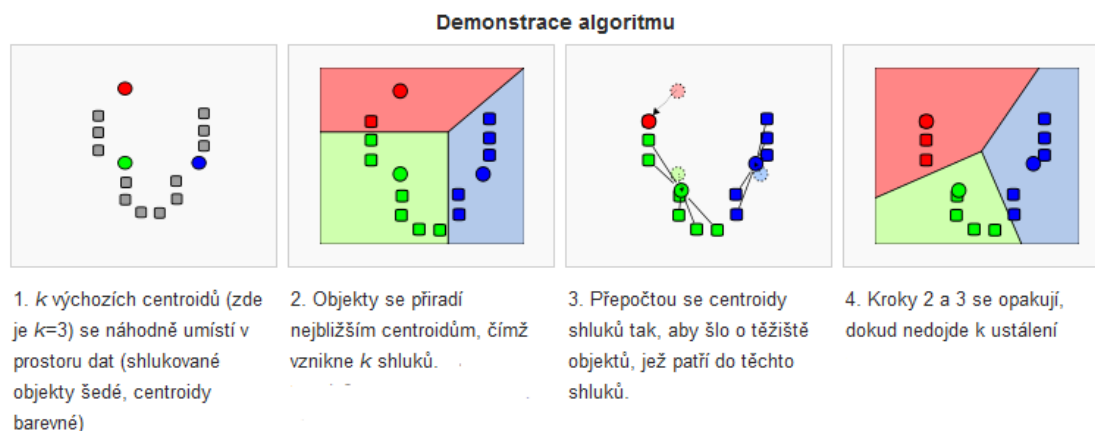 Demonstrace algoritmu
1. k výchozích centroidů (zde
je k=3) se náhodně umístí v
prostoru dat (shlukované
objekty šedé, centroidy
barevné)
2. Objekty se přiradí
nejbližším centroidům, čímž
vznikne k shluků.
3. Přepočtou se centroidy
shluků tak, aby šlo o těžiště
objektů, jež patří do těchto
shluků.
4. Kroky 2 a 3 se opakují,
dokud nedojde k ustálení